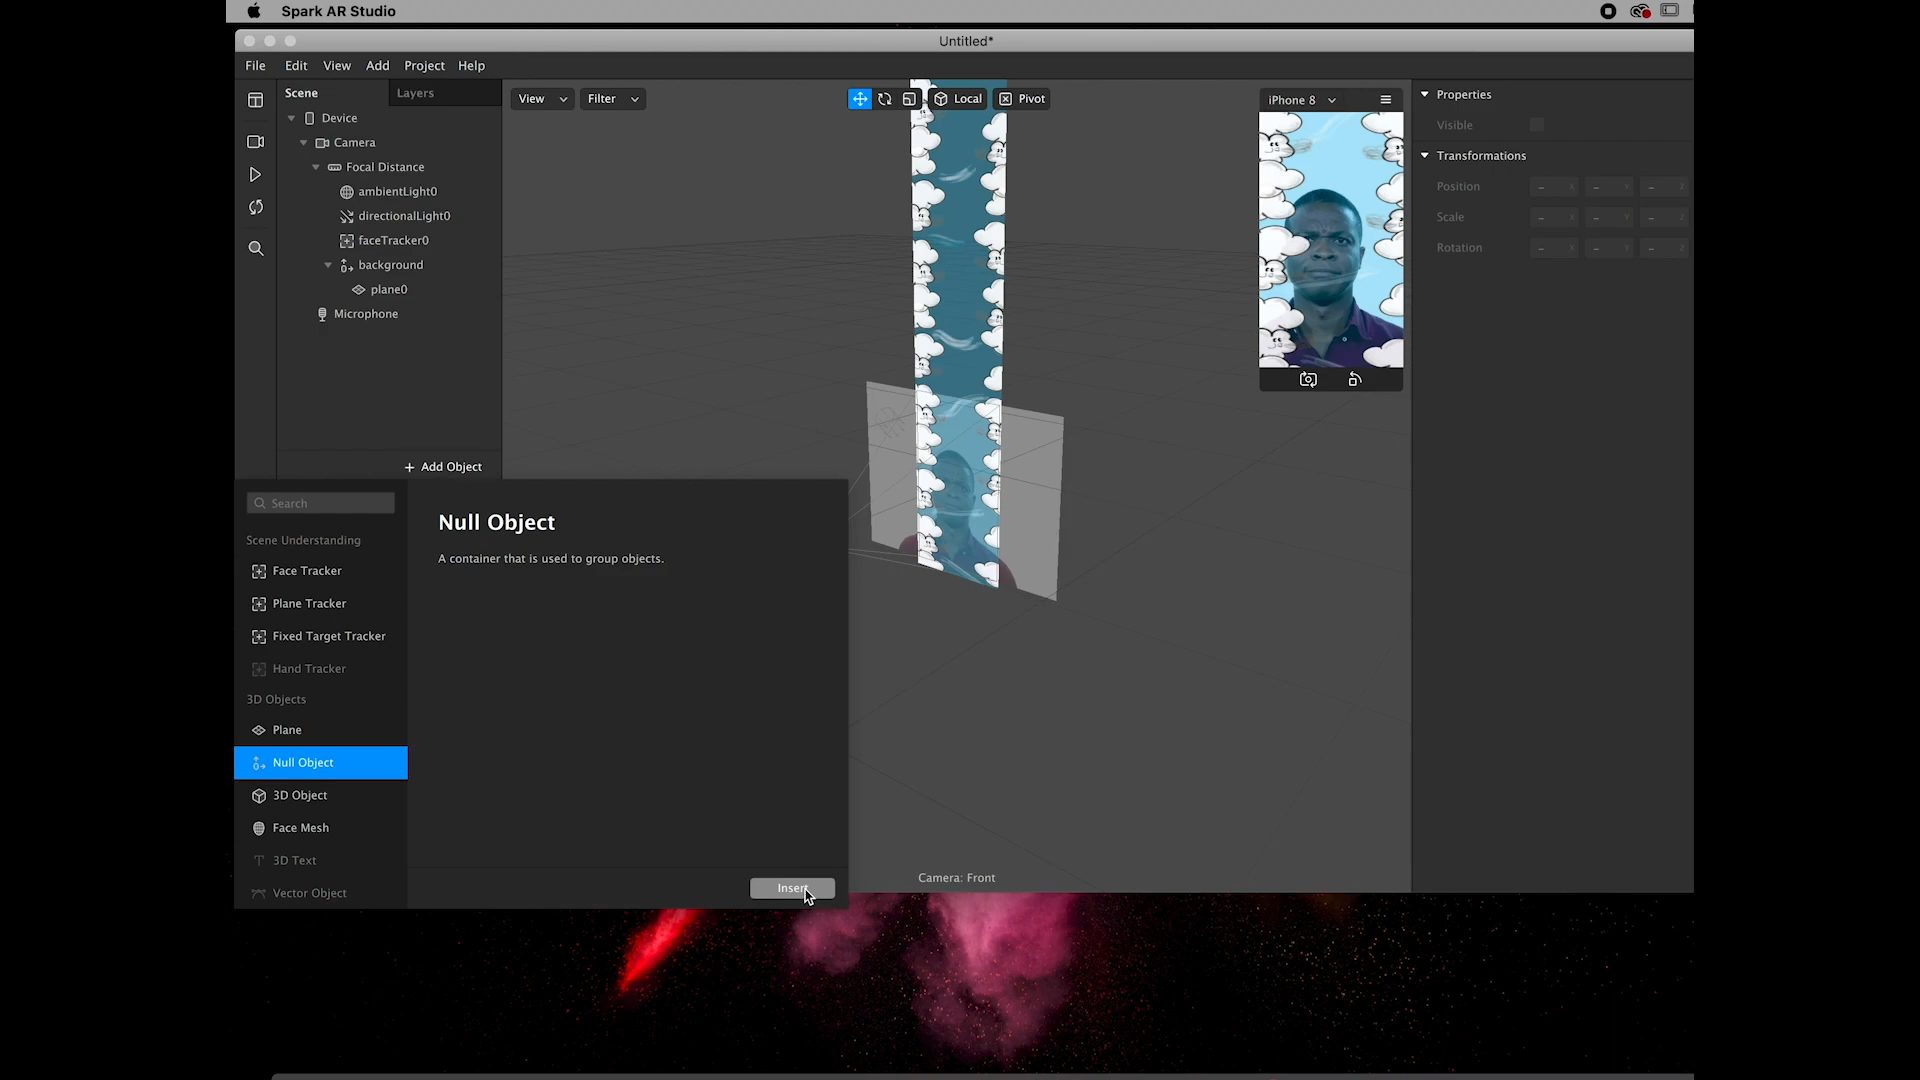 Spark AR Studio
Untitled*
File Edit View Add Project Help
Scene Layers
Device
Camera
Focal Distance
ambientLight0
directionalLight0
faceTracker0
background
plane0
Microphone
+ Add Object
View Filter
Local Pivot
iPhone 8
Properties
Visible
Transformations
Position - X - Y - Z
Scale - X - Y - Z
Rotation - X - Y - Z
Search
Scene Understanding
Face Tracker
Plane Tracker
Fixed Target Tracker
Hand Tracker
3D Objects
Plane
Null Object
3D Object
Face Mesh
3D Text
Vector Object
Null Object
A container that is used to group objects.
Insert
Camera: Front